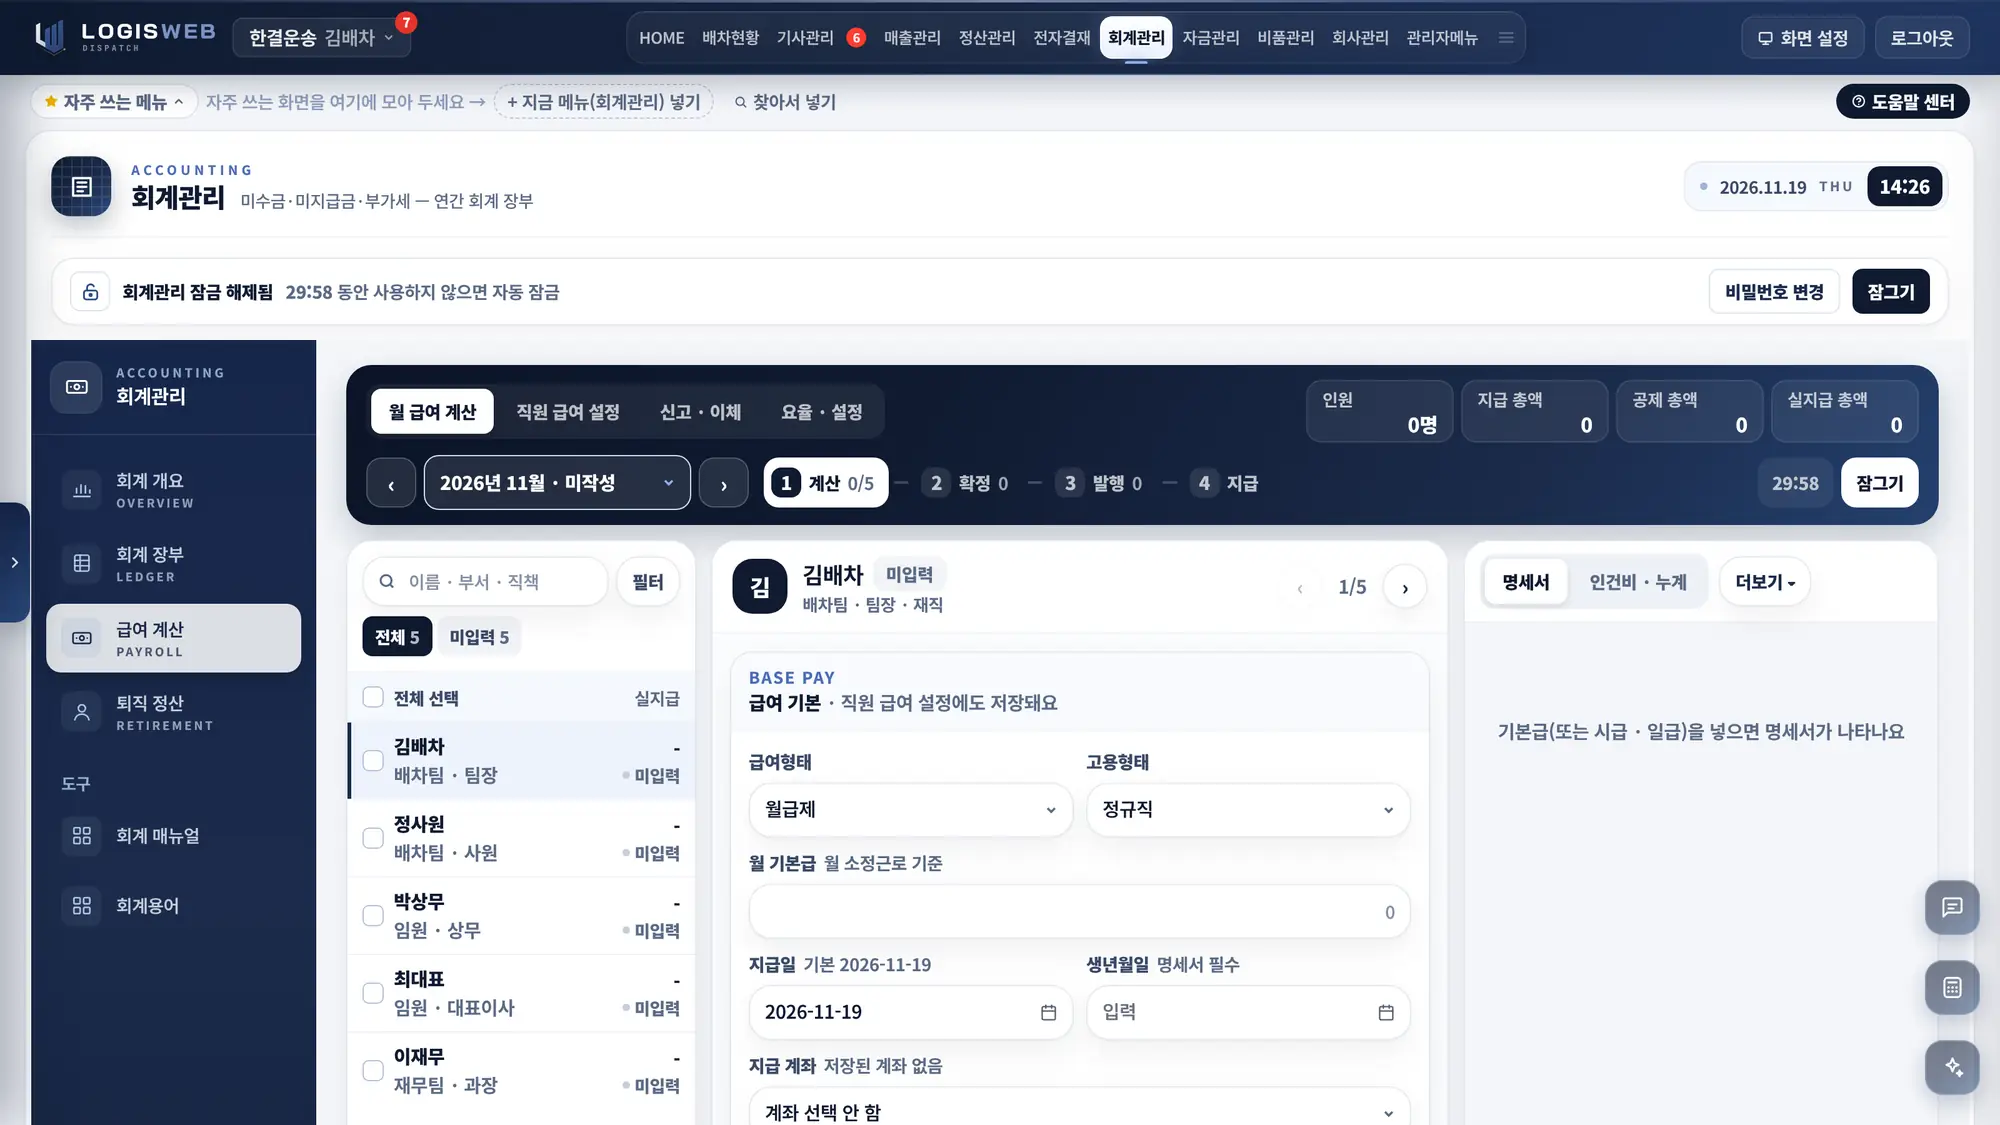 LOGISWEB
DISPATCH
한결운송 김배차
7
HOME 배차현황 기사관리 6 매출관리 정산관리 전자결재 회계관리 자금관리 비품관리 회사관리 관리자메뉴
화면 설정
로그아웃
자주 쓰는 메뉴
자주 쓰는 화면을 여기에 모아 두세요 →
+ 지금 메뉴(회계관리) 넣기
찾아서 넣기
도움말 센터
ACCOUNTING
회계관리 미수금·미지급금·부가세 — 연간 회계 장부
2026.11.19 THU 14:26
회계관리 잠금 해제됨 29:58 동안 사용하지 않으면 자동 잠금
비밀번호 변경
잠그기
ACCOUNTING
회계관리
회계 개요
OVERVIEW
회계 장부
LEDGER
급여 계산
PAYROLL
퇴직 정산
RETIREMENT
도구
회계 매뉴얼
회계용어
월 급여 계산 직원 급여 설정 신고 · 이체 요율 · 설정
인원
0명
지급 총액
0
공제 총액
0
실지급 총액
0
‹ 2026년 11월 · 미작성 ›
1 계산 0/5 — 2 확정 0 — 3 발행 0 — 4 지급
29:58 잠그기
이름 · 부서 · 직책
필터
전체 5 미입력 5
전체 선택 실지급
김배차 -
배차팀 · 팀장 미입력
정사원 -
배차팀 · 사원 미입력
박상무 -
임원 · 상무 미입력
최대표 -
임원 · 대표이사 미입력
이재무 -
재무팀 · 과장 미입력
김
김배차 미입력
배차팀 · 팀장 · 재직
‹ 1/5 ›
BASE PAY
급여 기본 · 직원 급여 설정에도 저장돼요
급여형태 고용형태
월급제 정규직
월 기본급 월 소정근로 기준
0
지급일 기본 2026-11-19 생년월일 명세서 필수
2026-11-19 입력
지급 계좌 저장된 계좌 없음
계좌 선택 안 함
명세서 인건비 · 누계 더보기
기본급(또는 시급 · 일급)을 넣으면 명세서가 나타나요